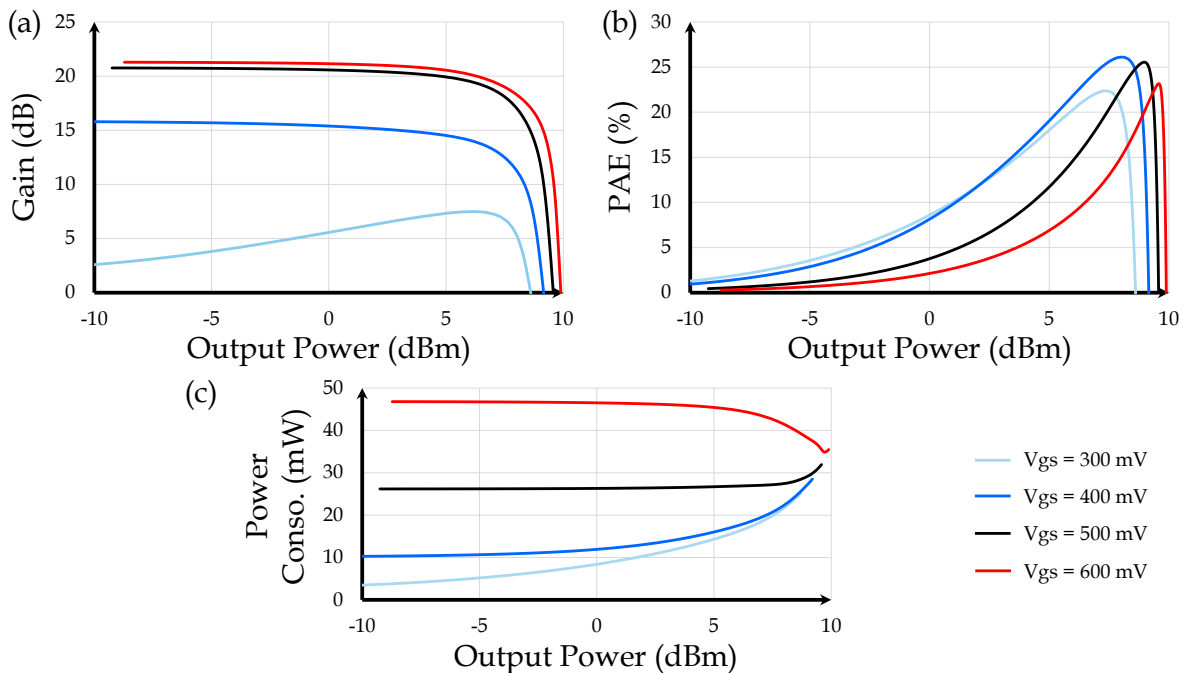 (a)
25
20
15
10
5
0
Gain (dB)
-10
-5
0
5
10
Output Power (dBm)
(b)
30
25
20
15
10
5
0
PAE (%)
-10
-5
0
5
10
Output Power (dBm)
(c)
50
40
30
20
10
0
Power
Conso. (mW)
-10
-5
0
5
10
Output Power (dBm)
Vgs = 300 mV
Vgs = 400 mV
Vgs = 500 mV
Vgs = 600 mV